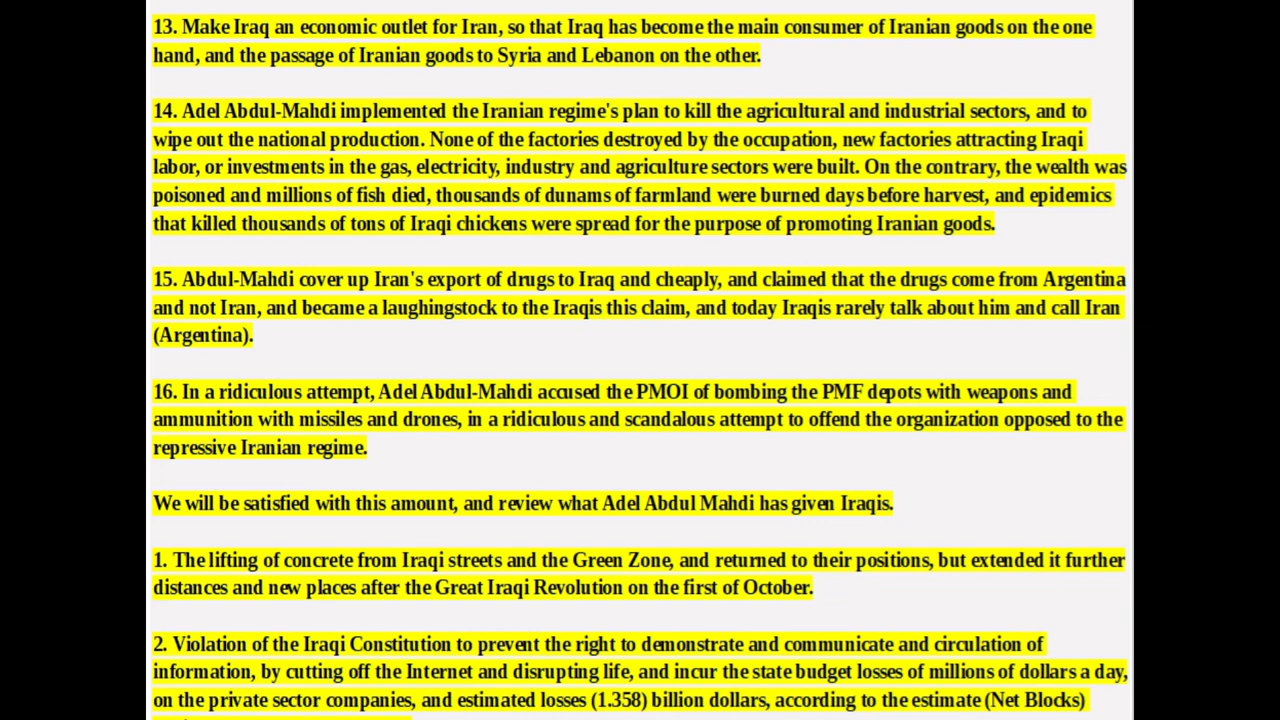 13. Make Iraq an economic outlet for Iran, so that Iraq has become the main consumer of Iranian goods on the one
hand, and the passage of Iranian goods to Syria and Lebanon on the other.
14. Adel Abdul-Mahdi implemented the Iranian regime's plan to kill the agricultural and industrial sectors, and to
wipe out the national production. None of the factories destroyed by the occupation, new factories attracting Iraqi
labor, or investments in the gas, electricity, industry and agriculture sectors were built. On the contrary, the wealth was
poisoned and millions of fish died, thousands of dunams of farmland were burned days before harvest, and epidemics
that killed thousands of tons of Iraqi chickens were spread for the purpose of promoting Iranian goods.
15. Abdul-Mahdi cover up Iran's export of drugs to Iraq and cheaply, and claimed that the drugs come from Argentina
and not Iran, and became a laughingstock to the Iraqis this claim, and today Iraqis rarely talk about him and call Iran
(Argentina).
16. In a ridiculous attempt, Adel Abdul-Mahdi accused the PMOI of bombing the PMF depots with weapons and
ammunition with missiles and drones, in a ridiculous and scandalous attempt to offend the organization opposed to the
repressive Iranian regime.
We will be satisfied with this amount, and review what Adel Abdul Mahdi has given Iraqis.
1. The lifting of concrete from Iraqi streets and the Green Zone, and returned to their positions, but extended it further
distances and new places after the Great Iraqi Revolution on the first of October.
2. Violation of the Iraqi Constitution to prevent the right to demonstrate and communicate and circulation of
information, by cutting off the Internet and disrupting life, and incur the state budget losses of millions of dollars a day,
on the private sector companies, and estimated losses (1.358) billion dollars, according to the estimate (Net Blocks)